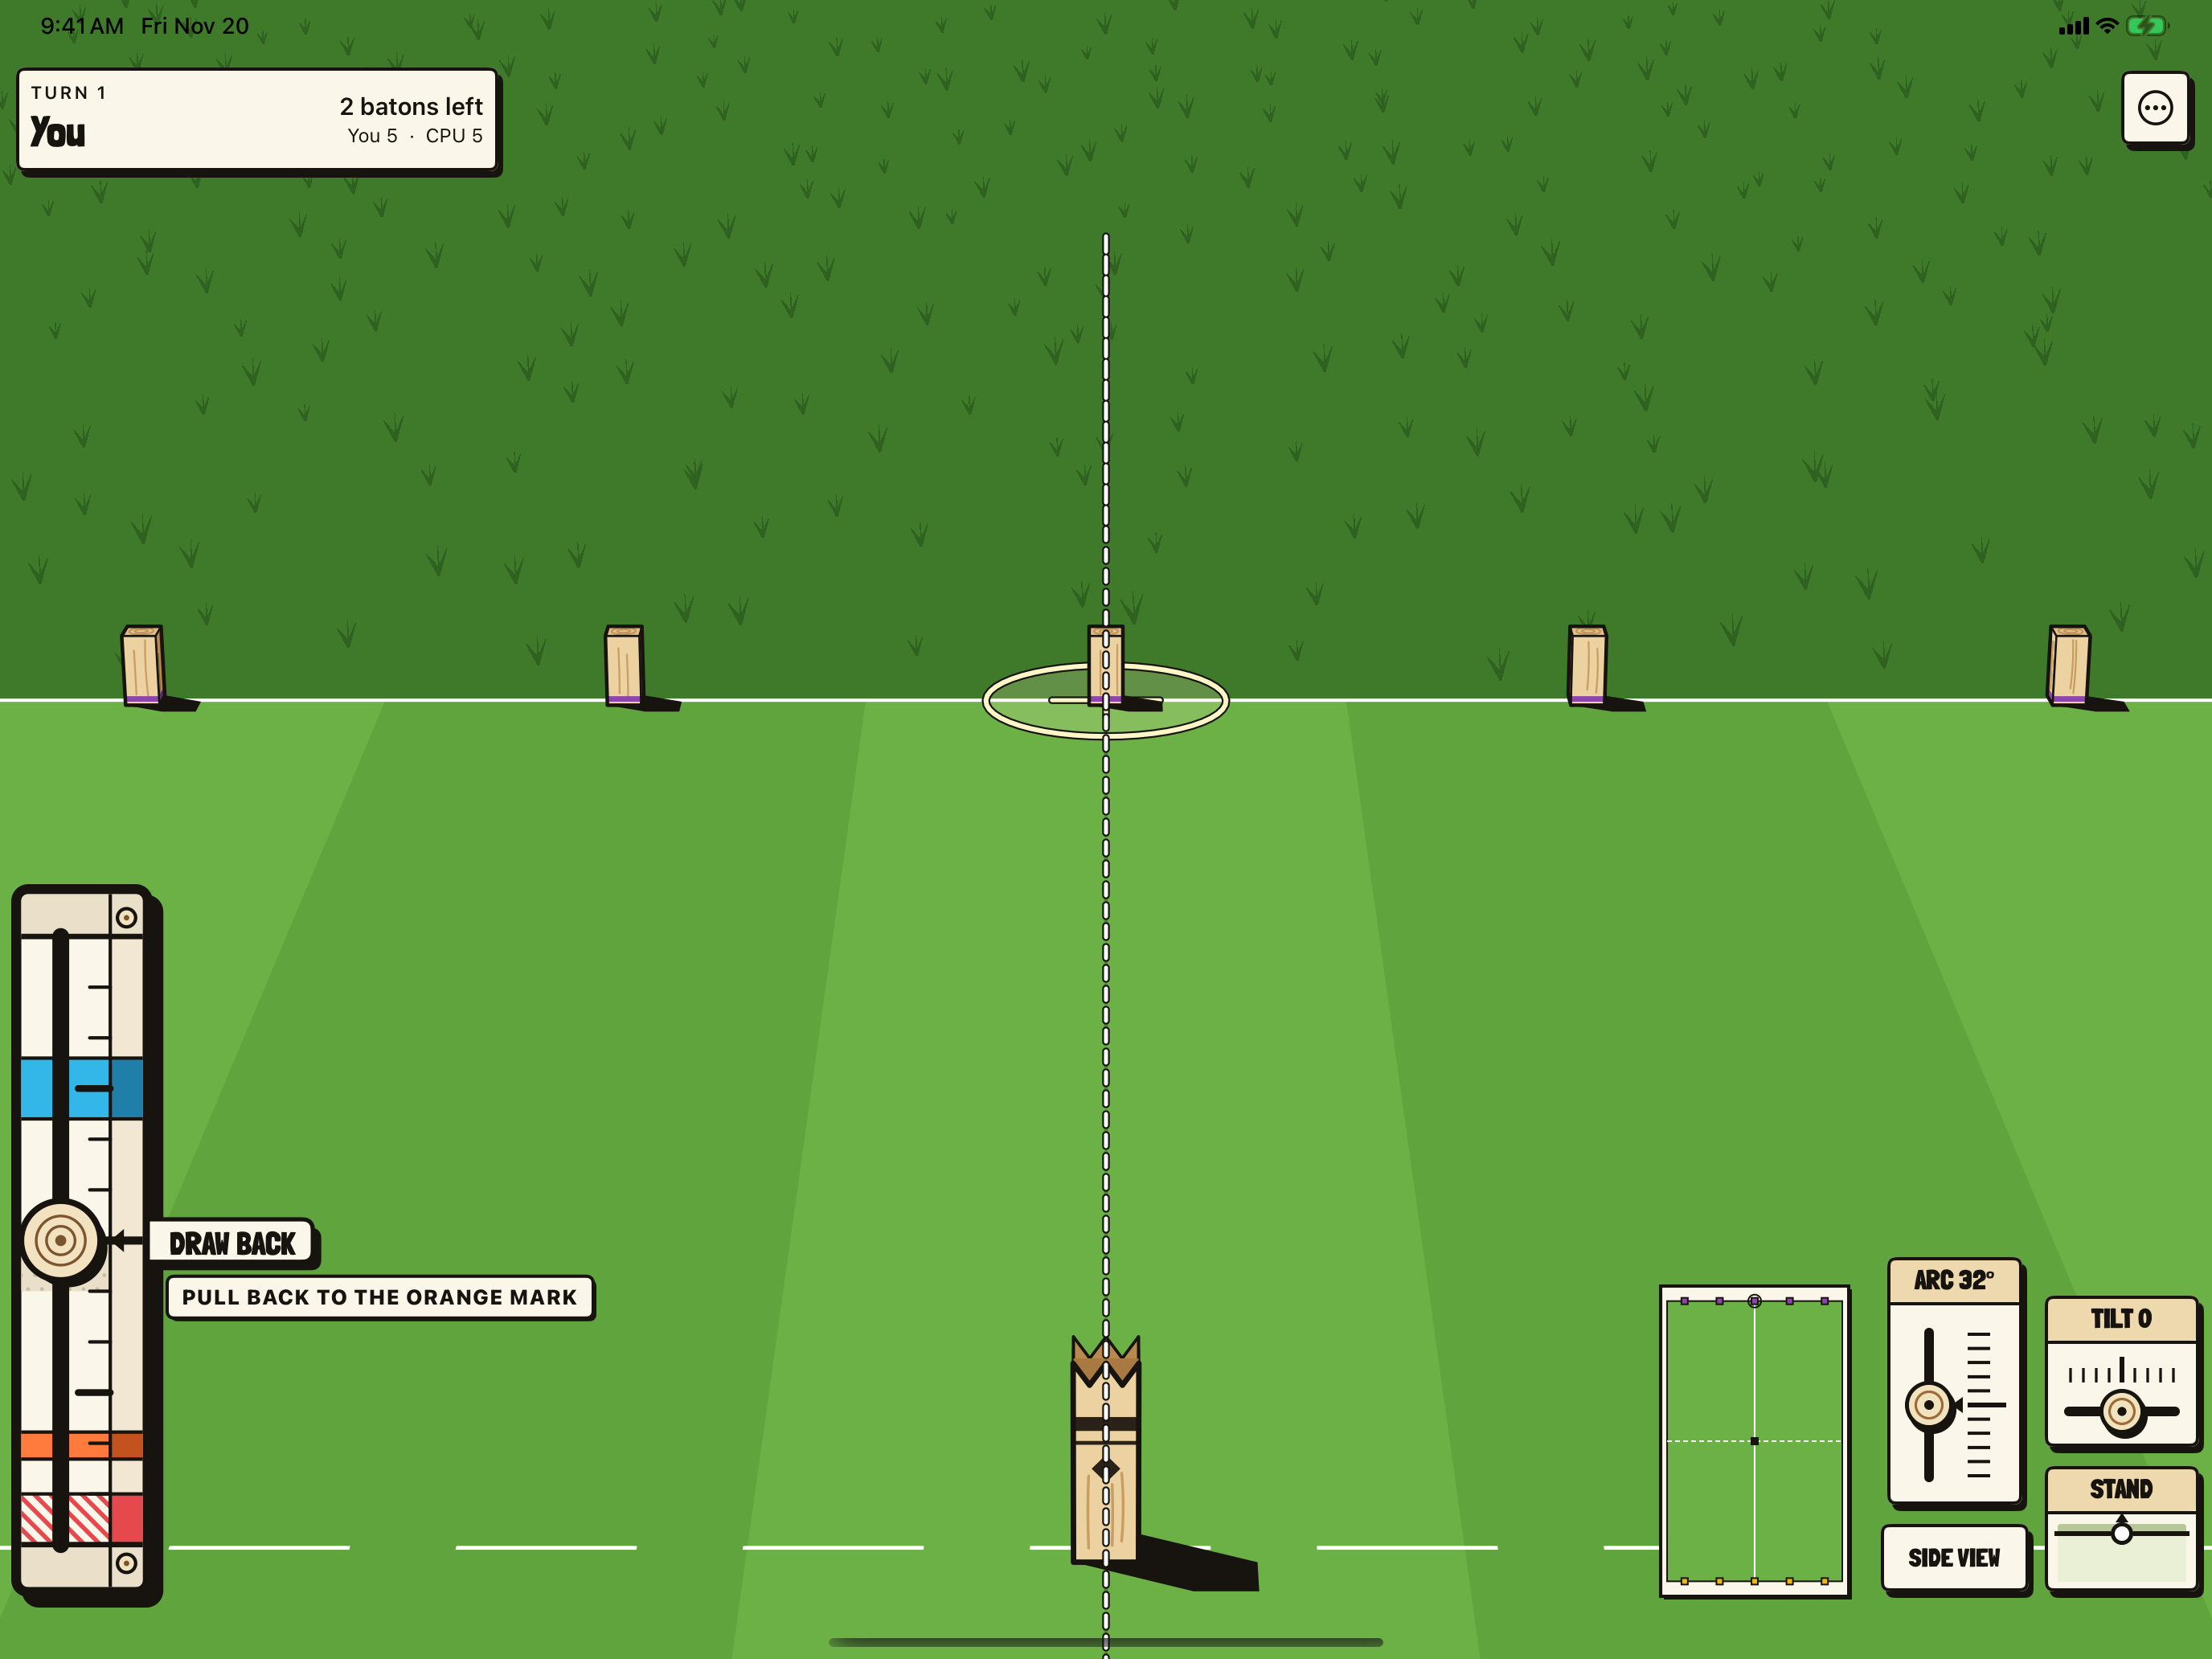 9:41 AM Fri Nov 20
TURN 1
You
2 batons left
You 5 · CPU 5
DRAW BACK
PULL BACK TO THE ORANGE MARK
ARC 32°
TILT 0
STAND
SIDE VIEW